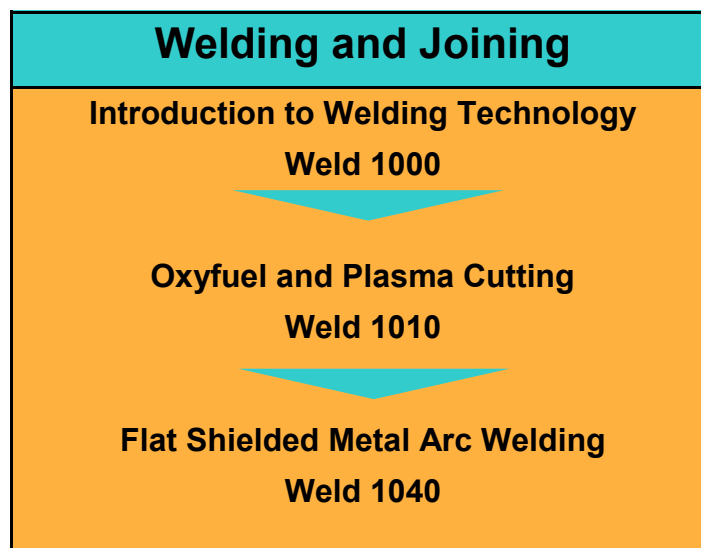 Welding and Joining
Introduction to Welding Technology
Weld 1000
Oxyfuel and Plasma Cutting
Weld 1010
Flat Shielded Metal Arc Welding
Weld 1040